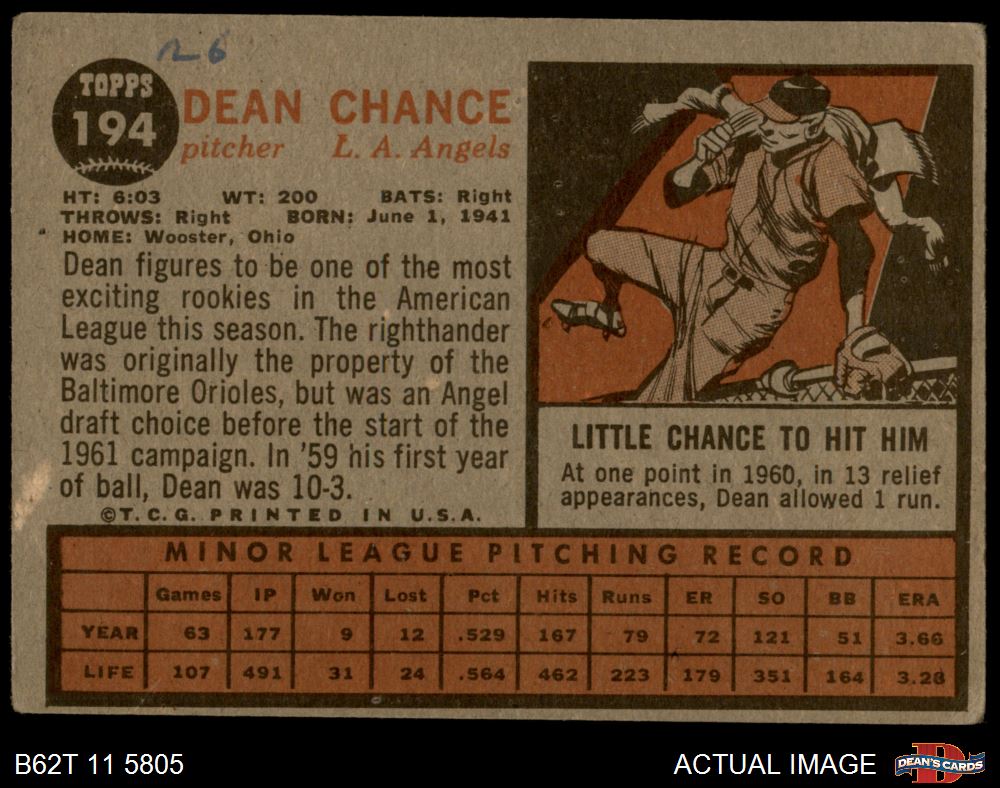 TOPPS
194
DEAN CHANCE
pitcher L. A. Angels
HT: 6:03 WT: 200 BATS: Right
THROWS: Right BORN: June 1, 1941
HOME: Wooster, Ohio
Dean figures to be one of the most
exciting rookies in the American
League this season. The righthander
was originally the property of the
Baltimore Orioles, but was an Angel
draft choice before the start of the
1961 campaign. In '59 his first year
of ball, Dean was 10-3.
©T.C.G. PRINTED IN U.S.A.
LITTLE CHANCE TO HIT HIM
At one point in 1960, in 13 relief
appearances, Dean allowed 1 run.
MINOR LEAGUE PITCHING RECORD
Games IP Won Lost Pct Hits Runs ER SO BB ERA
YEAR 63 177 9 12 .529 167 79 72 121 51 3.66
LIFE 107 491 31 24 .564 462 223 179 351 164 3.28
B62T 11 5805
ACTUAL IMAGE
DEAN'S CARDS